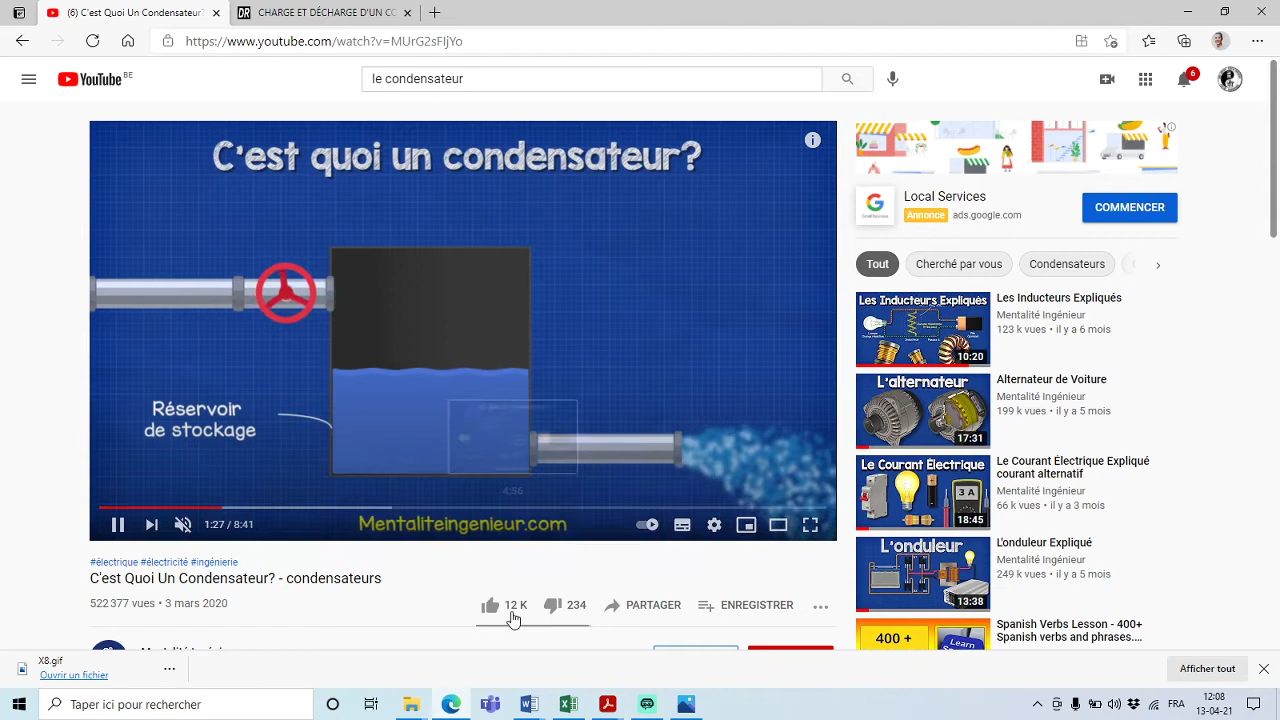 (6) C'est Quoi Un Condensateur?
CHARGE ET DÉCHARGE D'UN CO
https://www.youtube.com/watch?v=MUrG2sFIjYo
YouTube BE
le condensateur
6
C'est quoi un condensateur?
Réservoir
de stockage
4:56
1:27 / 8:41
Mentaliteingenieur.com
#électrique #électricité #ingénierie
C'est Quoi Un Condensateur? - condensateurs
522 377 vues • 3 mars 2020
12 K
234
PARTAGER
ENREGISTRER
Local Services
Annonce ads.google.com
COMMENCER
Tout
Cherché par vous
Condensateurs
Les Inducteurs Expliqués
10:20
Les Inducteurs Expliqués
Mentalité Ingénieur
123 k vues • il y a 6 mois
L'alternateur
17:31
Alternateur de Voiture
Mentalité Ingénieur
199 k vues • il y a 5 mois
Le Courant Électrique
3 A
18:45
Le Courant Électrique Expliqué
courant alternatif
Mentalité Ingénieur
66 k vues • il y a 3 mois
L'onduleur
13:38
L'onduleur Expliqué
Mentalité Ingénieur
249 k vues • il y a 5 mois
400 +
Learn
Spanish Verbs Lesson - 400+
Spanish verbs and phrases....
X8.gif
Ouvrir un fichier
Afficher tout
Taper ici pour rechercher
FRA
12:08
13-04-21